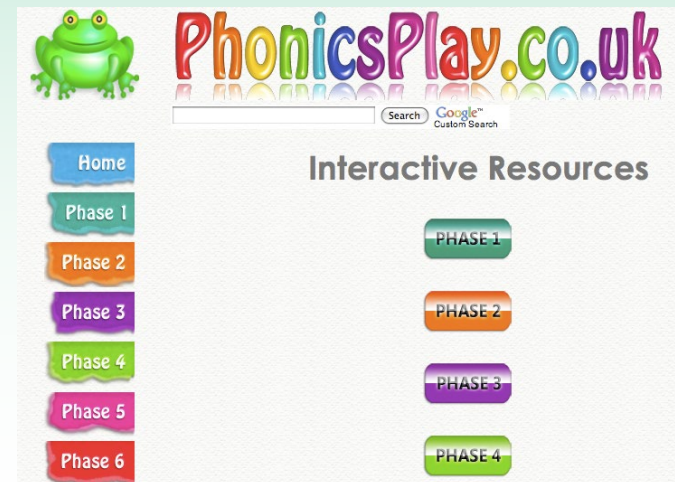 PhonicsPlay.co.uk
Search Google™
Custom Search
Interactive Resources
Home
Phase 1
Phase 2
Phase 3
Phase 4
Phase 5
Phase 6
PHASE 1
PHASE 2
PHASE 3
PHASE 4